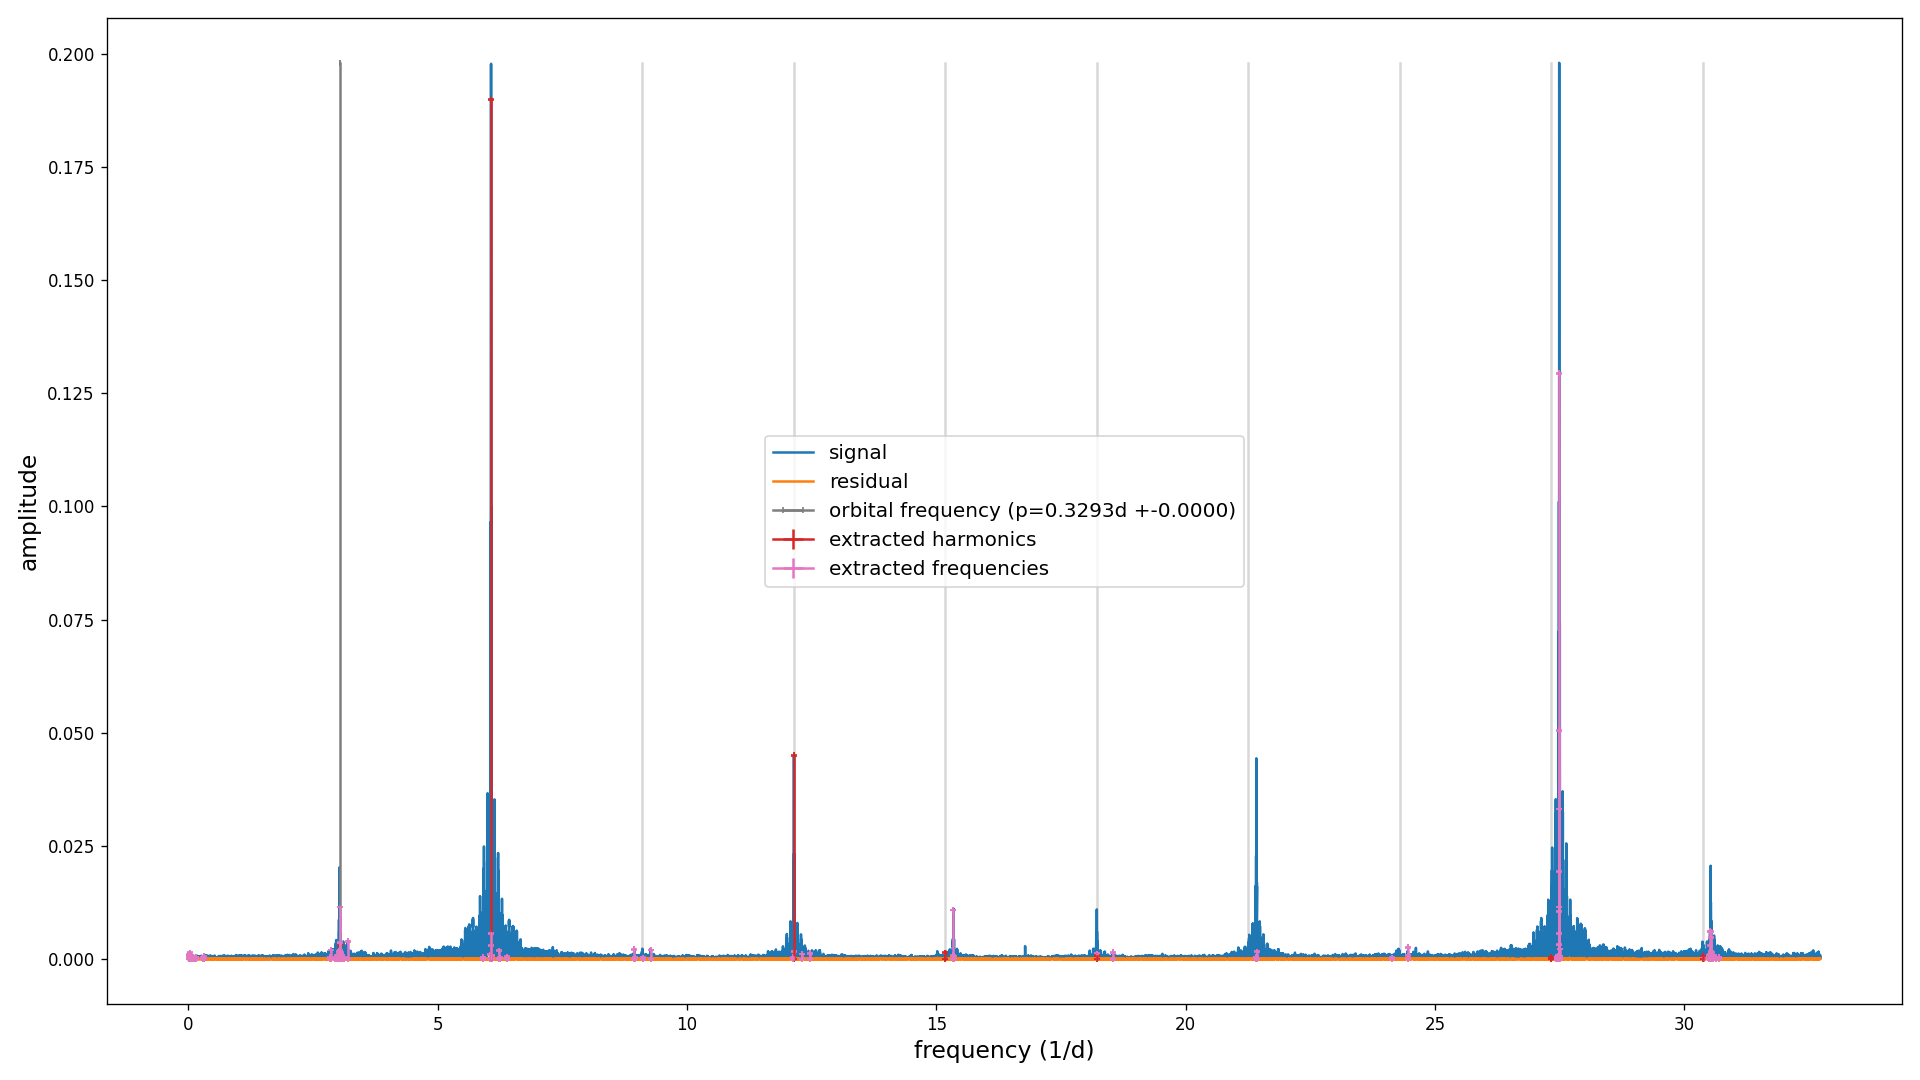 0.200
0.175
0.150
0.125
0.100
0.075
0.050
0.025
0.000
amplitude
signal
residual
orbital frequency (p=0.3293d +-0.0000)
extracted harmonics
extracted frequencies
0 5 10 15 20 25 30
frequency (1/d)